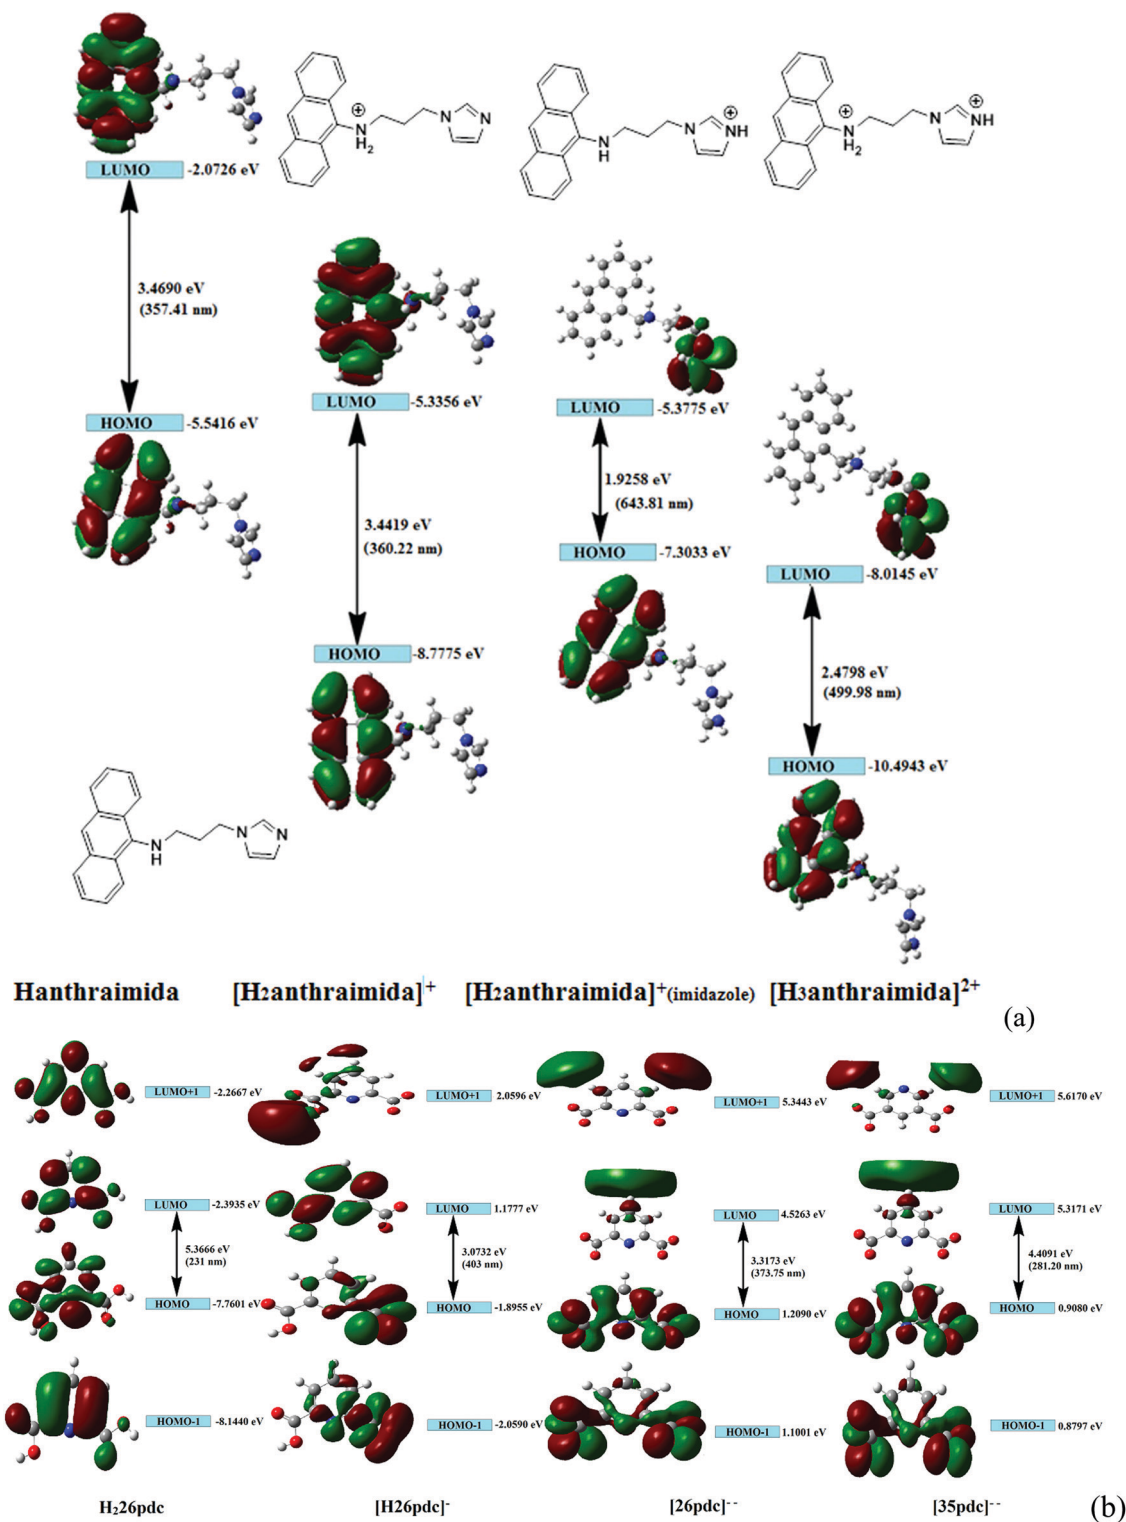 LUMO -2.0726 eV
3.4690 eV
(357.41 nm)
HOMO -5.5416 eV
N
H
N
N
Hanthraimida
⊕
N
H2
N
N
LUMO -5.3356 eV
3.4419 eV
(360.22 nm)
HOMO -8.7775 eV
[H2anthraimida]+
N
H
N
⊕
NH
LUMO -5.3775 eV
1.9258 eV
(643.81 nm)
HOMO -7.3033 eV
[H2anthraimida]+(imidazole)
⊕
N
H2
N
⊕
NH
LUMO -8.0145 eV
2.4798 eV
(499.98 nm)
HOMO -10.4943 eV
[H3anthraimida]2+
(a)
LUMO+1 -2.2667 eV
LUMO -2.3935 eV
5.3666 eV
(231 nm)
HOMO -7.7601 eV
HOMO-1 -8.1440 eV
H226pdc
LUMO+1 2.0596 eV
LUMO 1.1777 eV
3.0732 eV
(403 nm)
HOMO -1.8955 eV
HOMO-1 -2.0590 eV
[H26pdc]-
LUMO+1 5.3443 eV
LUMO 4.5263 eV
3.3173 eV
(373.75 nm)
HOMO 1.2090 eV
HOMO-1 1.1001 eV
[26pdc]--
LUMO+1 5.6170 eV
LUMO 5.3171 eV
4.4091 eV
(281.20 nm)
HOMO 0.9080 eV
HOMO-1 0.8797 eV
[35pdc]--
(b)